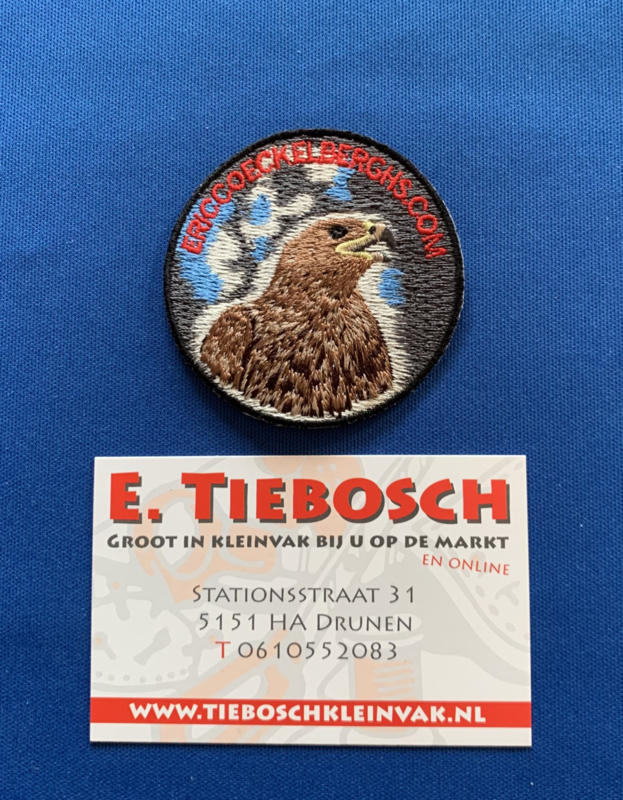 ERICCOECKELBERGHS.COM
E. TIEBOSCH
GROOT IN KLEINVAK BIJ U OP DE MARKT
EN ONLINE
STATIONSSTRAAT 31
5151 HA DRUNEN
T 0610552083
WWW.TIEBOSCHKLEINVAK.NL